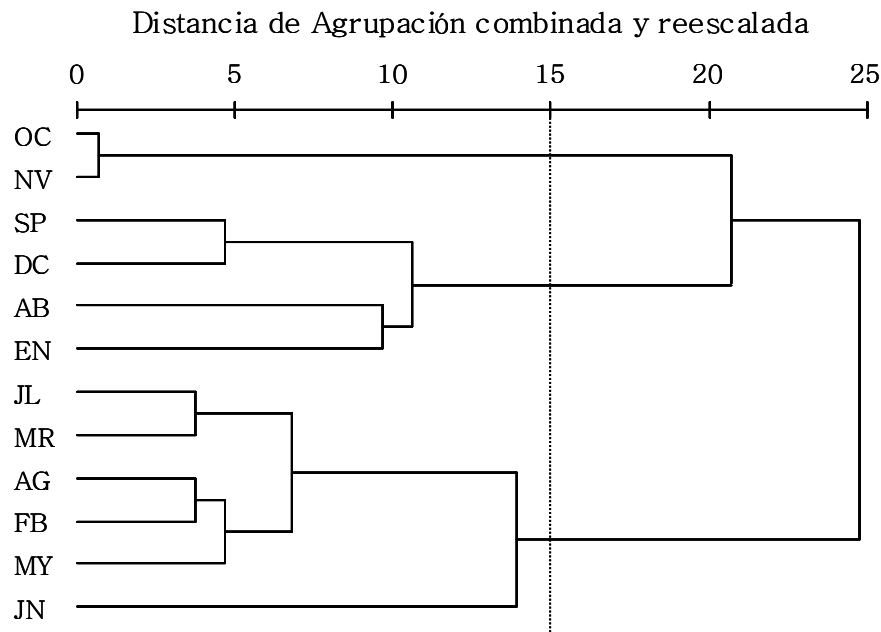 Distancia de Agrupación combinada y reescalada
0 5 10 15 20 25
OC
NV
SP
DC
AB
EN
JL
MR
AG
FB
MY
JN